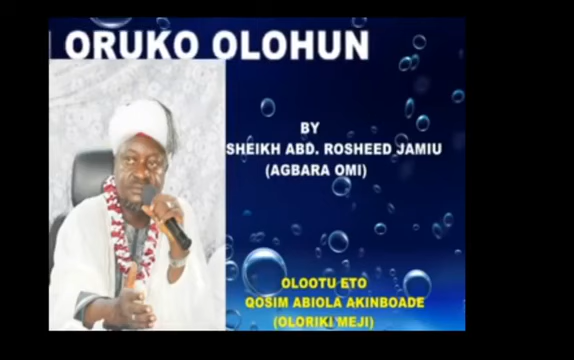 ORUKO OLOHUN
BY
SHEIKH ABD. ROSHEED JAMIU
(AGBARA OMI)
OLOOTU ETO
QOSIM ABIOLA AKINBOADE
(OLORIKI MEJI)